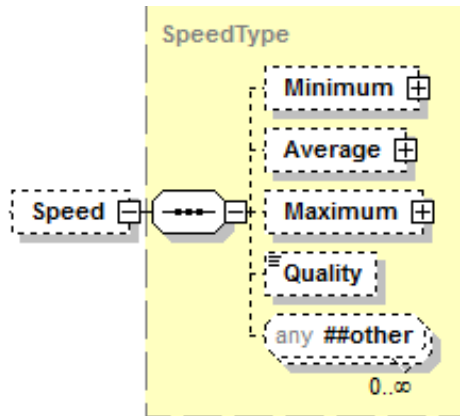 SpeedType
Minimum
Average
Speed
Maximum
Quality
any ##other
0..∞